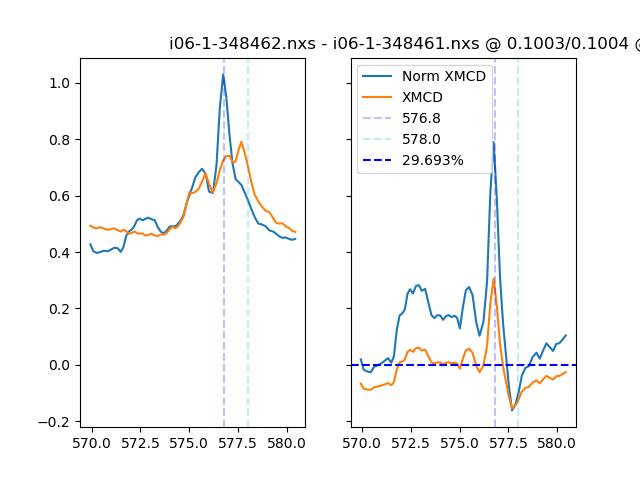 i06-1-348462.nxs - i06-1-348461.nxs @ 0.1003/0.1004 @
1.0
0.8
0.6
0.4
0.2
0.0
−0.2
570.0 572.5 575.0 577.5 580.0
Norm XMCD
XMCD
576.8
578.0
29.693%
570.0 572.5 575.0 577.5 580.0